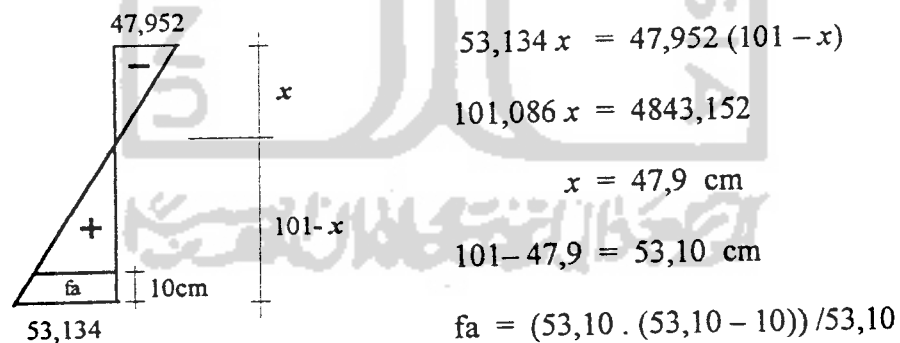 47,952
−
x
+
101-x
fa
10cm
53,134
53,134 x = 47,952 (101 – x)
101,086 x = 4843,152
x = 47,9 cm
101– 47,9 = 53,10 cm
fa = (53,10 . (53,10 – 10)) /53,10